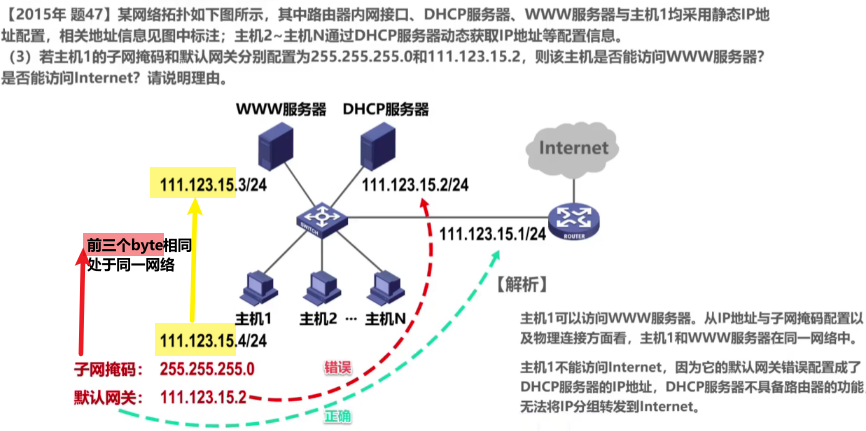 【2015年 题47】某网络拓扑如下图所示，其中路由器内网接口、DHCP服务器、WWW服务器与主机1均采用静态IP地
址配置，相关地址信息见图中标注；主机2~主机N通过DHCP服务器动态获取IP地址等配置信息。
（3）若主机1的子网掩码和默认网关分别配置为255.255.255.0和111.123.15.2，则该主机是否能访问WWW服务器？
是否能访问Internet？请说明理由。
WWW服务器 DHCP服务器
Internet
111.123.15.3/24
111.123.15.2/24
SWITCH
ROUTER
111.123.15.1/24
前三个byte相同
处于同一网络
主机1 主机2 ··· 主机N
【解析】
主机1可以访问WWW服务器。从IP地址与子网掩码配置以
及物理连接方面看，主机1和WWW服务器在同一网络中。
111.123.15.4/24
子网掩码： 255.255.255.0
错误
默认网关： 111.123.15.2
正确
主机1不能访问Internet，因为它的默认网关错误配置成了
DHCP服务器的IP地址，DHCP服务器不具备路由器的功能
无法将IP分组转发到Internet。